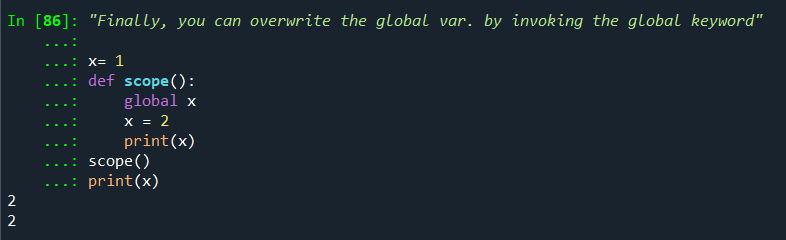 In [86]: "Finally, you can overwrite the global var. by invoking the global keyword"
    ...:
    ...: x= 1
    ...: def scope():
    ...:     global x
    ...:     x = 2
    ...:     print(x)
    ...: scope()
    ...: print(x)
2
2